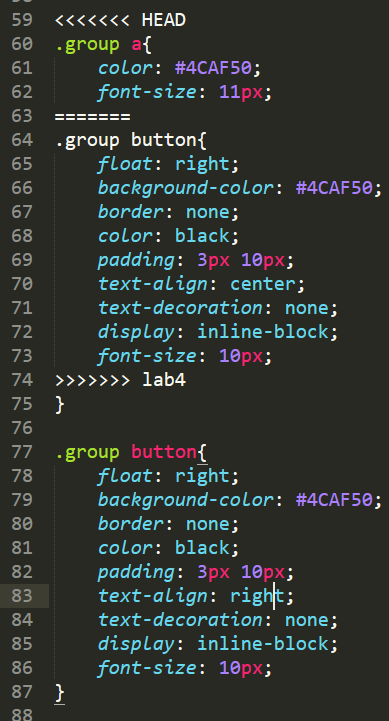 59 <<<<<<< HEAD
60 .group a{
61     color: #4CAF50;
62     font-size: 11px;
63 =======
64 .group button{
65     float: right;
66     background-color: #4CAF50;
67     border: none;
68     color: black;
69     padding: 3px 10px;
70     text-align: center;
71     text-decoration: none;
72     display: inline-block;
73     font-size: 10px;
74 >>>>>>> lab4
75 }
76
77 .group button{
78     float: right;
79     background-color: #4CAF50;
80     border: none;
81     color: black;
82     padding: 3px 10px;
83     text-align: right;
84     text-decoration: none;
85     display: inline-block;
86     font-size: 10px;
87 }
88